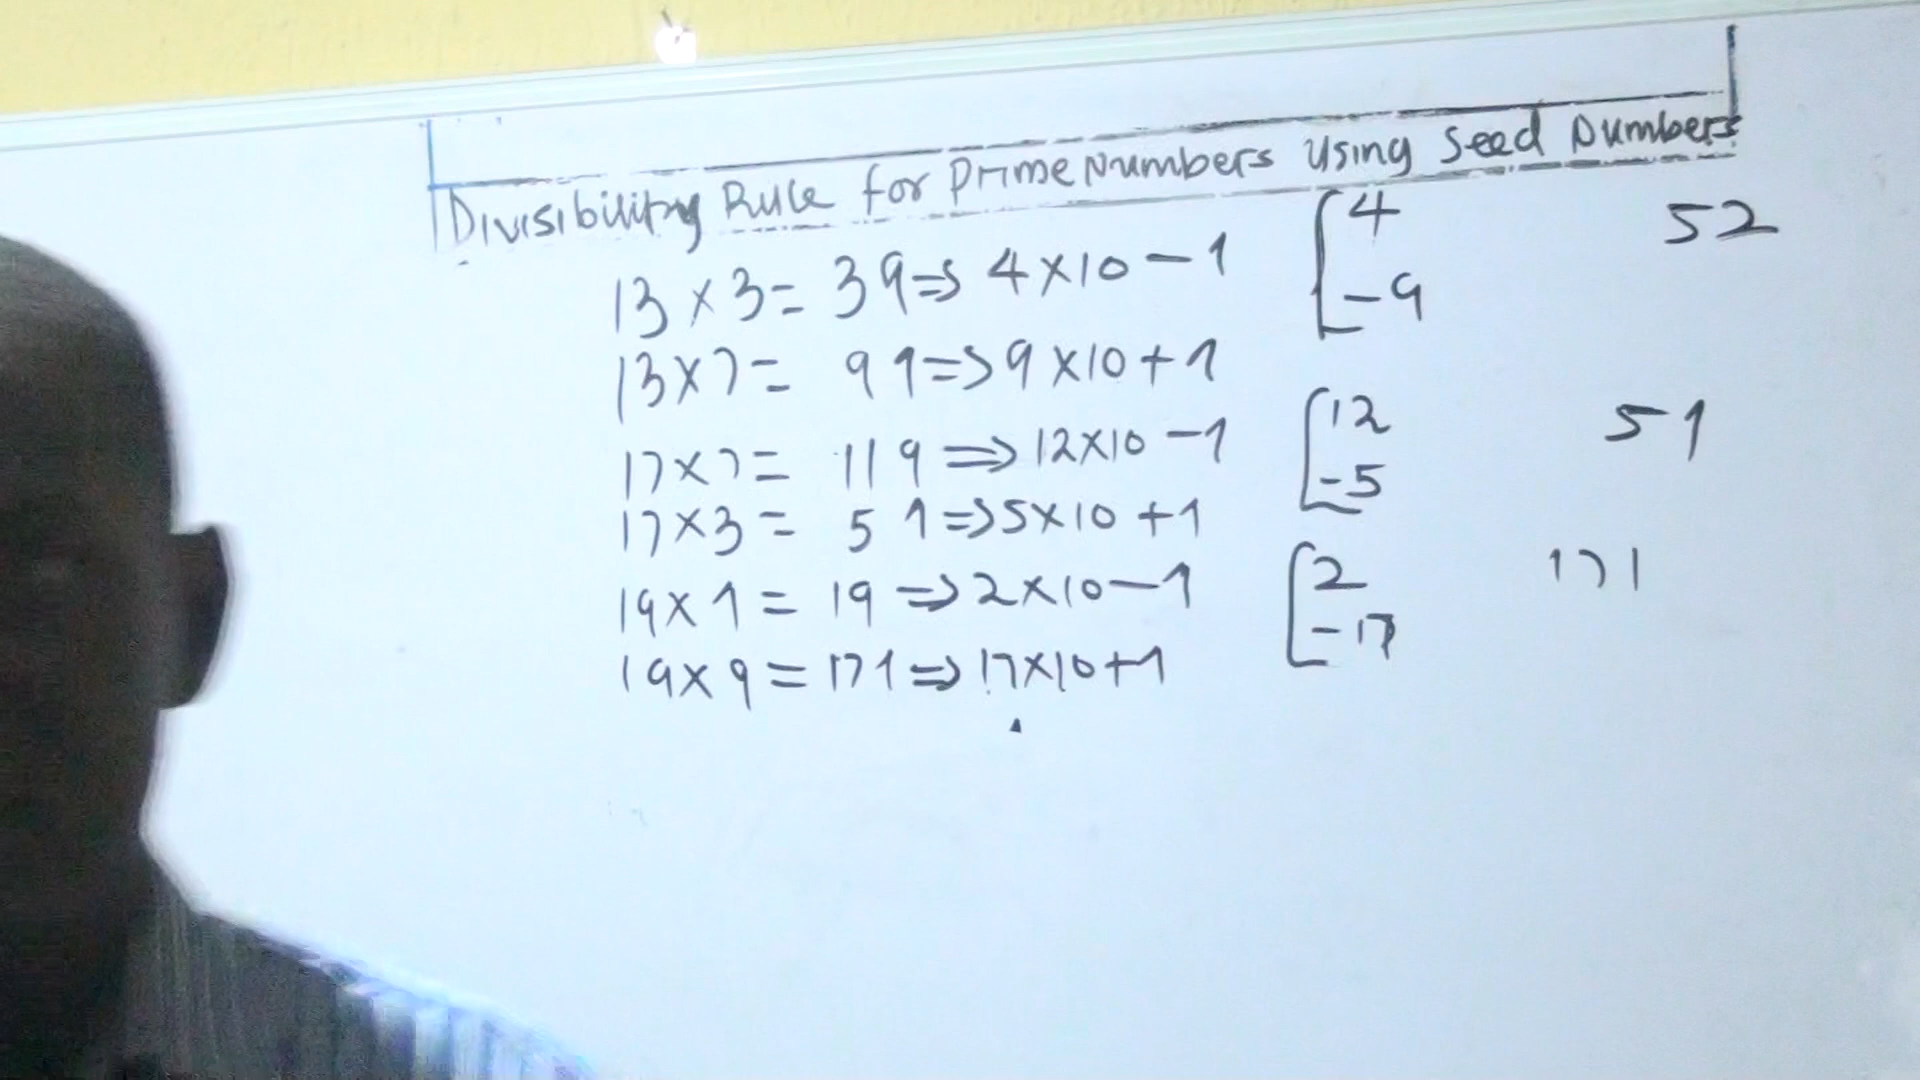 Divisibility Rule for Prime Numbers Using Seed Numbers
13 × 3 = 39 => 4×10 - 1 [4 -9 52
13×7 = 91 => 9×10 + 1
17×7 = 119 => 12×10 - 1 [12 -5 51
17×3 = 51 => 5×10 + 1
19×1 = 19 => 2×10 - 1 [2 -17 171
19×9 = 171 => 17×10+1